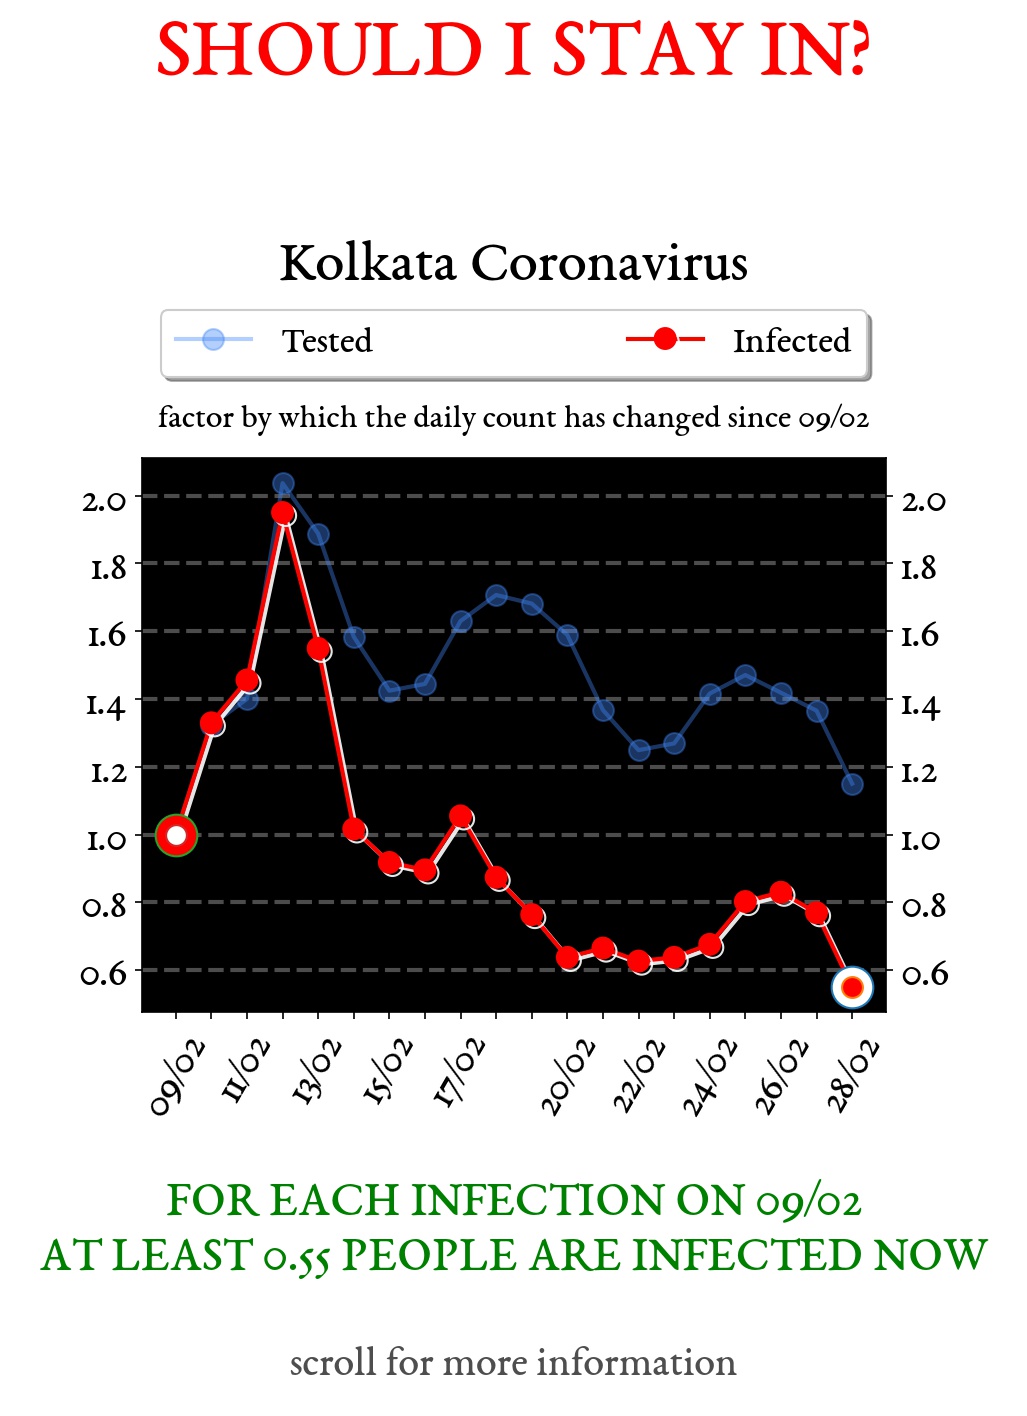 SHOULD I STAY IN?
Kolkata Coronavirus
Tested Infected
factor by which the daily count has changed since 09/02
2.0 2.0
1.8 1.8
1.6 1.6
1.4 1.4
1.2 1.2
1.0 1.0
0.8 0.8
0.6 0.6
09/02 11/02 13/02 15/02 17/02 20/02 22/02 24/02 26/02 28/02
FOR EACH INFECTION ON 09/02
AT LEAST 0.55 PEOPLE ARE INFECTED NOW
scroll for more information